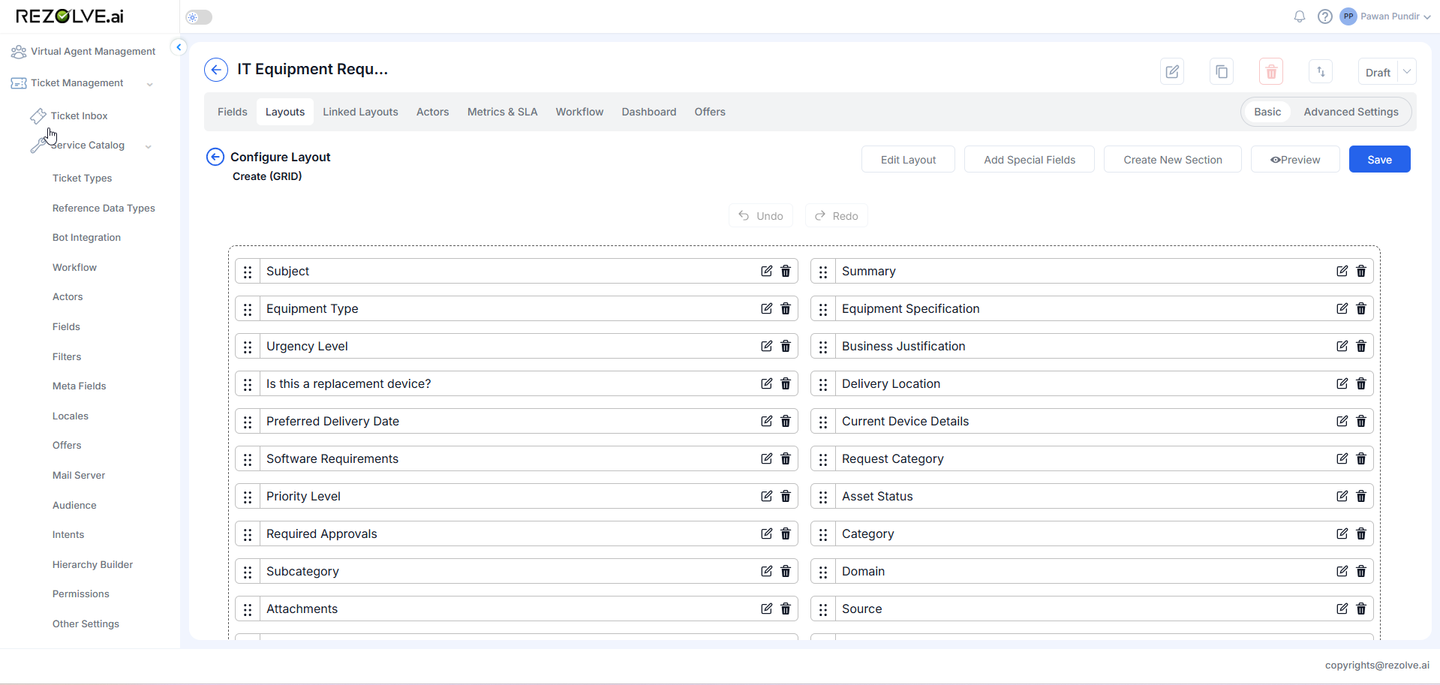 REZOLVE.ai
PP Pawan Pundir
Virtual Agent Management
Ticket Management
Ticket Inbox
Service Catalog
Ticket Types
Reference Data Types
Bot Integration
Workflow
Actors
Fields
Filters
Meta Fields
Locales
Offers
Mail Server
Audience
Intents
Hierarchy Builder
Permissions
Other Settings
IT Equipment Requ...
Draft
Fields Layouts Linked Layouts Actors Metrics & SLA Workflow Dashboard Offers Basic Advanced Settings
Configure Layout
Create (GRID)
Edit Layout Add Special Fields Create New Section Preview Save
Undo Redo
Subject Summary
Equipment Type Equipment Specification
Urgency Level Business Justification
Is this a replacement device? Delivery Location
Preferred Delivery Date Current Device Details
Software Requirements Request Category
Priority Level Asset Status
Required Approvals Category
Subcategory Domain
Attachments Source
copyrights@rezolve.ai